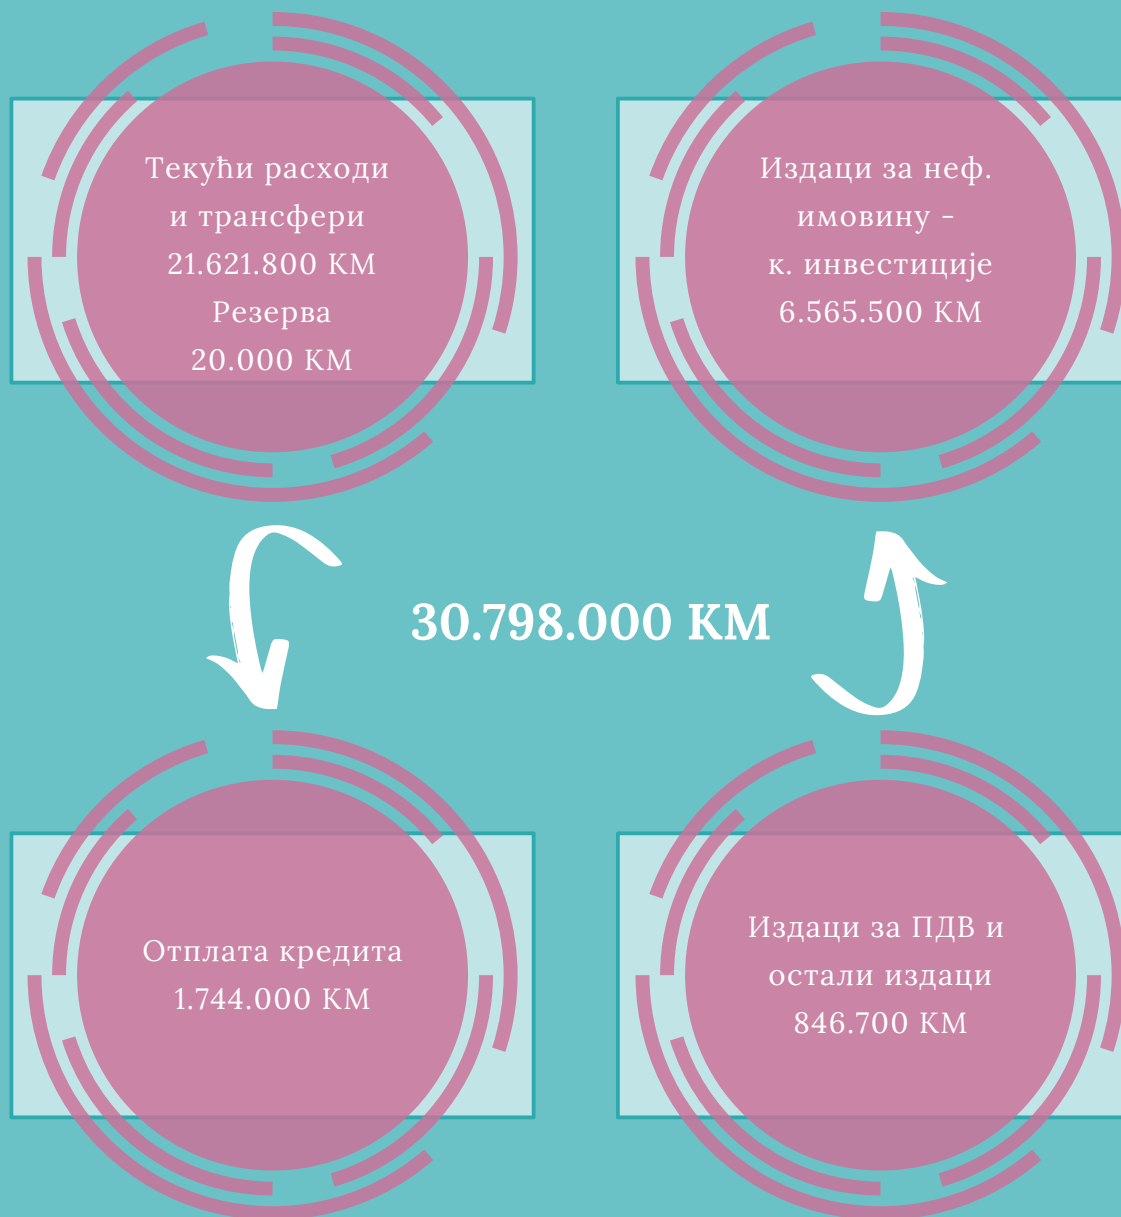 Текући расходи
и трансфери
21.621.800 КМ
Резерва
20.000 КМ
Издаци за неф.
имовину -
к. инвестиције
6.565.500 КМ
30.798.000 КМ
Отплата кредита
1.744.000 КМ
Издаци за ПДВ и
остали издаци
846.700 КМ